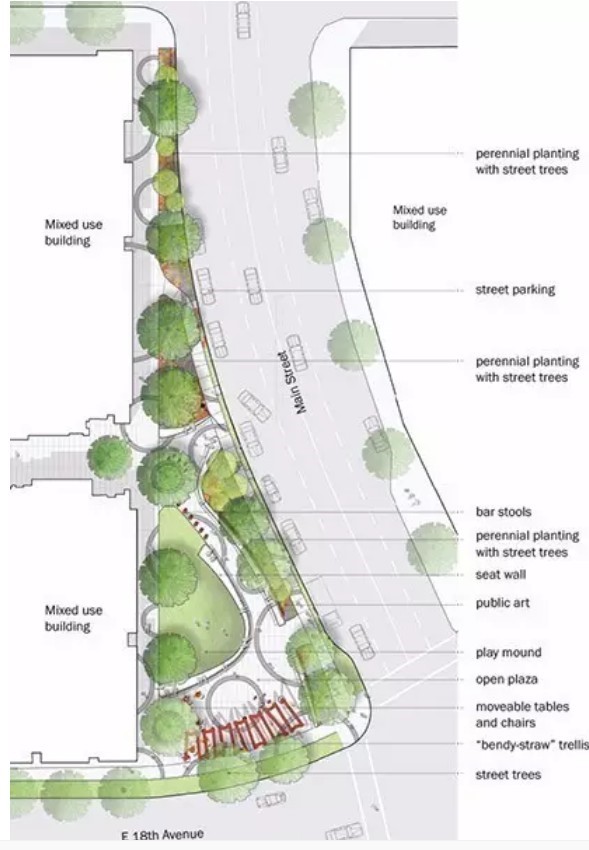 perennial planting
with street trees
Mixed use
building
Mixed use
building
street parking
perennial planting
with street trees
Main Street
bar stools
perennial planting
with street trees
seat wall
public art
Mixed use
building
play mound
open plaza
moveable tables
and chairs
"bendy-straw" trellis
street trees
E 18th Avenue